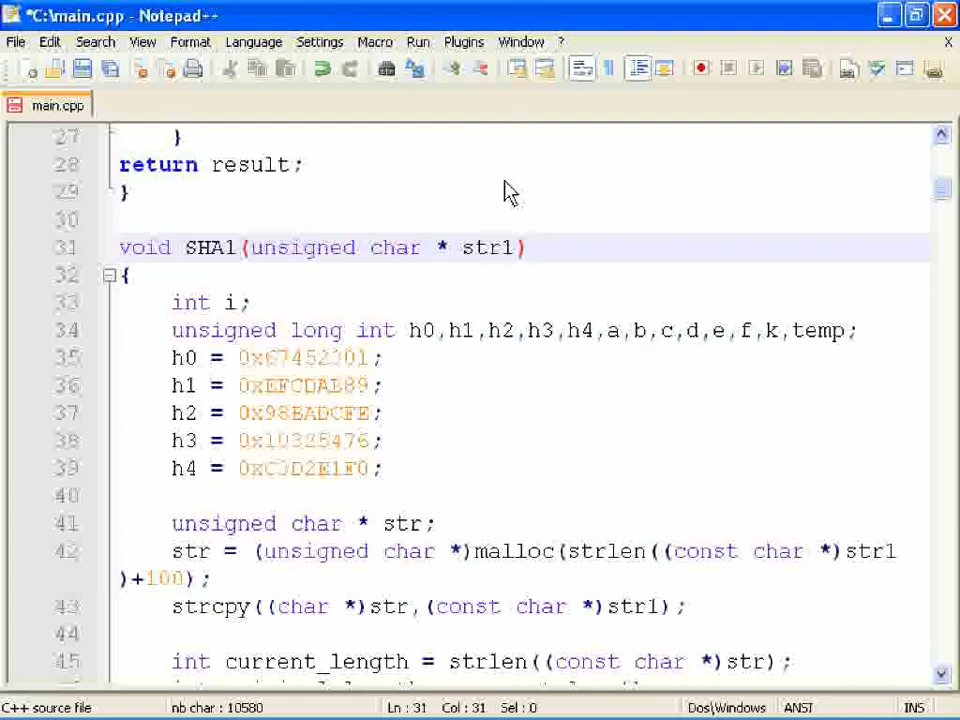 *C:\main.cpp - Notepad++
File Edit Search View Format Language Settings Macro Run Plugins Window ? X
main.cpp
27 }
28 return result;
29 }
30
31 void SHA1(unsigned char * str1)
32 {
33 int i;
34 unsigned long int h0,h1,h2,h3,h4,a,b,c,d,e,f,k,temp;
35 h0 = 0x67452301;
36 h1 = 0xEFCDAB89;
37 h2 = 0x98BADCFE;
38 h3 = 0x10325476;
39 h4 = 0xC3D2E1F0;
40
41 unsigned char * str;
42 str = (unsigned char *)malloc(strlen((const char *)str1
)+100);
43 strcpy((char *)str,(const char *)str1);
44
45 int current_length = strlen((const char *)str);
C++ source file nb char : 10580 Ln : 31 Col : 31 Sel : 0 Dos\Windows ANSI INS